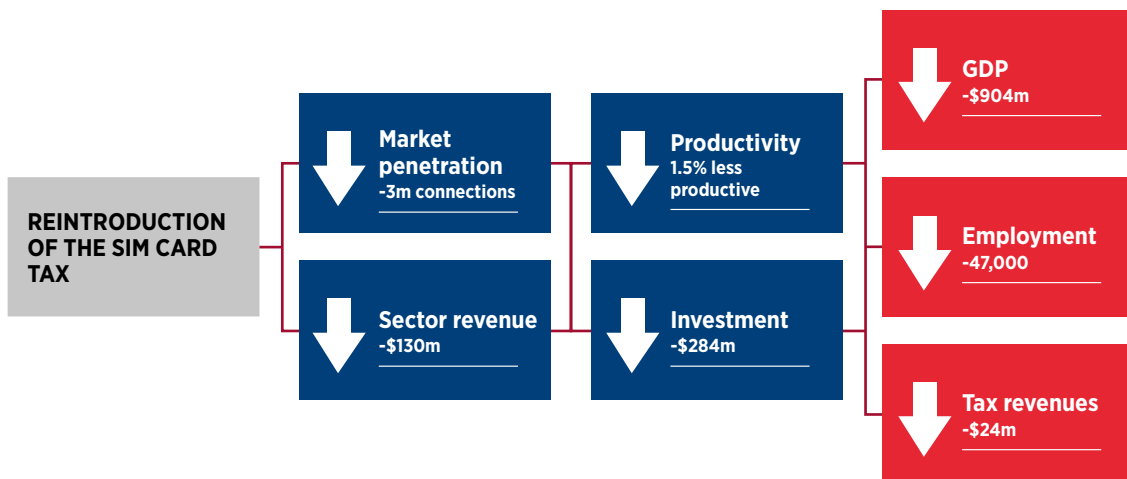 REINTRODUCTION
OF THE SIM CARD
TAX
Market
penetration
-3m connections
Sector revenue
-$130m
Productivity
1.5% less
productive
Investment
-$284m
GDP
-$904m
Employment
-47,000
Tax revenues
-$24m